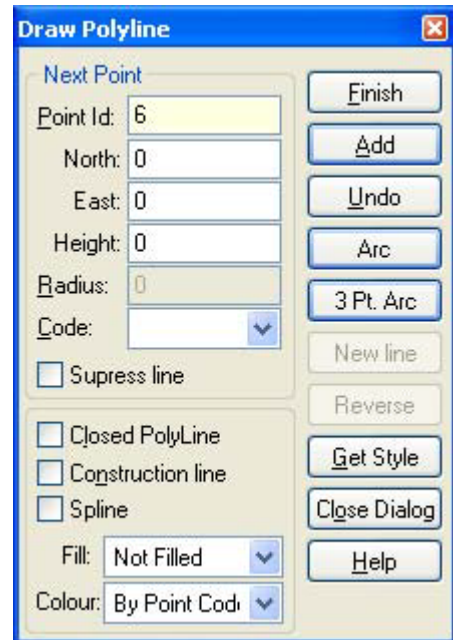 Draw Polyline
Next Point
Point Id: 6
North: 0
East: 0
Height: 0
Radius: 0
Code:
Supress line
Closed PolyLine
Construction line
Spline
Fill: Not Filled
Colour: By Point Cod
Finish
Add
Undo
Arc
3 Pt. Arc
New line
Reverse
Get Style
Close Dialog
Help